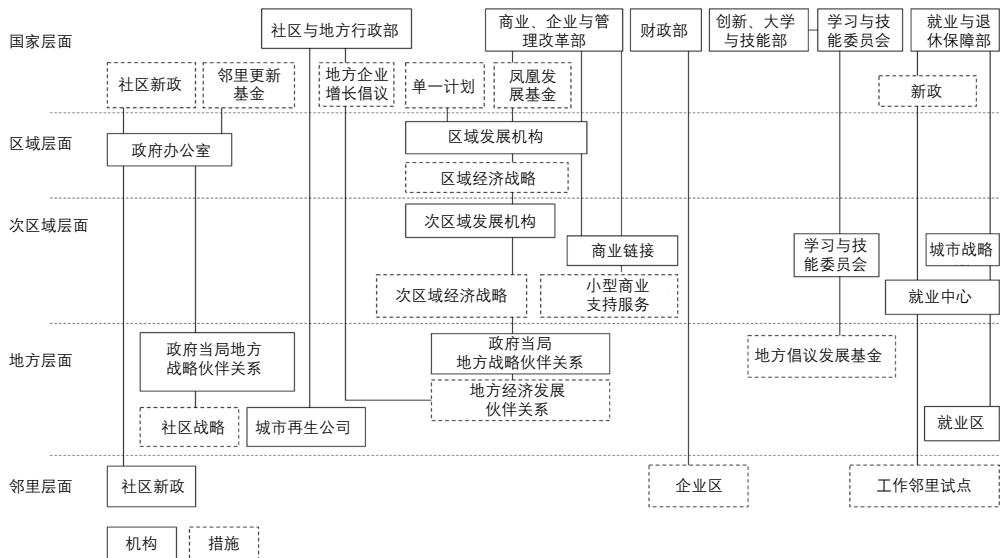 国家层面
社区与地方行政部
商业、企业与管
理改革部
财政部
创新、大学
与技能部
学习与技
能委员会
就业与退
休保障部
社区新政
邻里更新
基金
地方企业
增长倡议
单一计划
凤凰发
展基金
新政
区域层面
政府办公室
区域发展机构
区域经济战略
次区域层面
次区域发展机构
商业链接
学习与技
能委员会
城市战略
次区域经济战略
小型商业
支持服务
就业中心
地方层面
政府当局地方
战略伙伴关系
政府当局
地方战略伙伴关系
地方倡议发展基金
地方经济发展
伙伴关系
社区战略
城市再生公司
就业区
邻里层面
社区新政
企业区
工作邻里试点
机构
措施